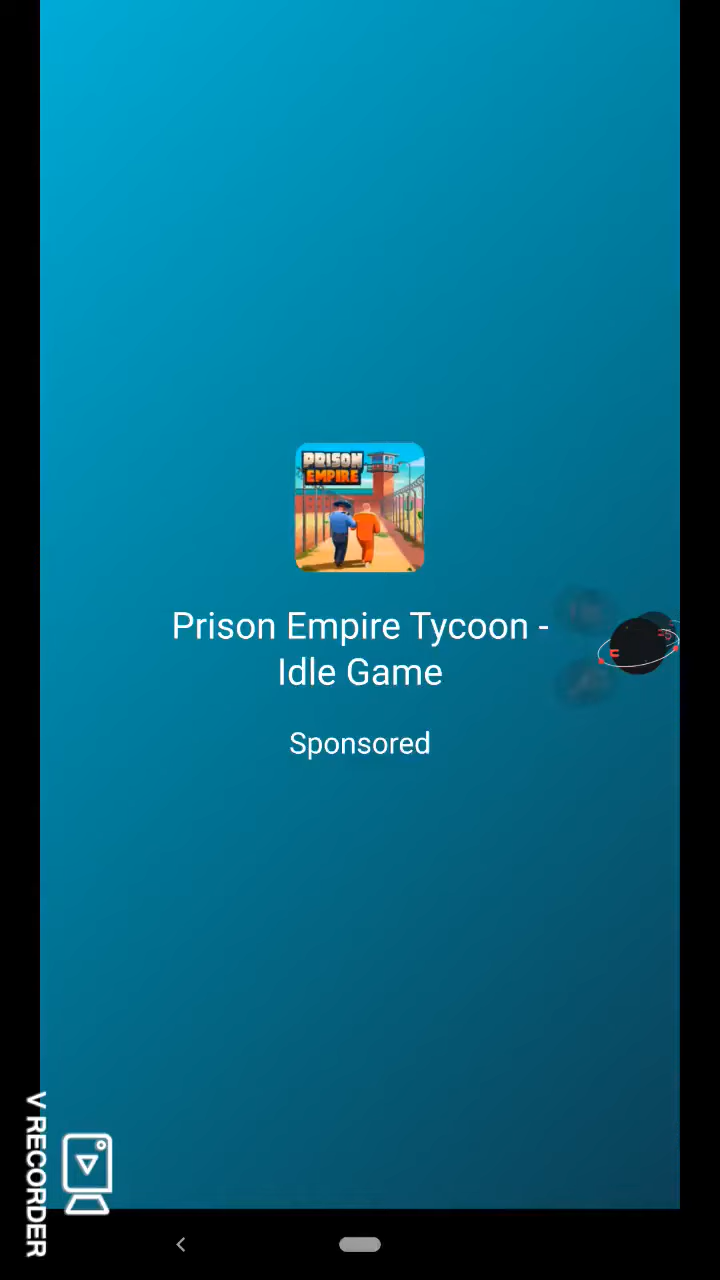 PRISON
EMPIRE
Prison Empire Tycoon -
Idle Game
Sponsored
V RECORDER